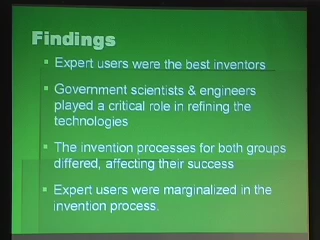 Findings
▪ Expert users were the best inventors
▪ Government scientists & engineers
played a critical role in refining the
technologies
▪ The invention processes for both groups
differed, affecting their success
▪ Expert users were marginalized in the
invention process.